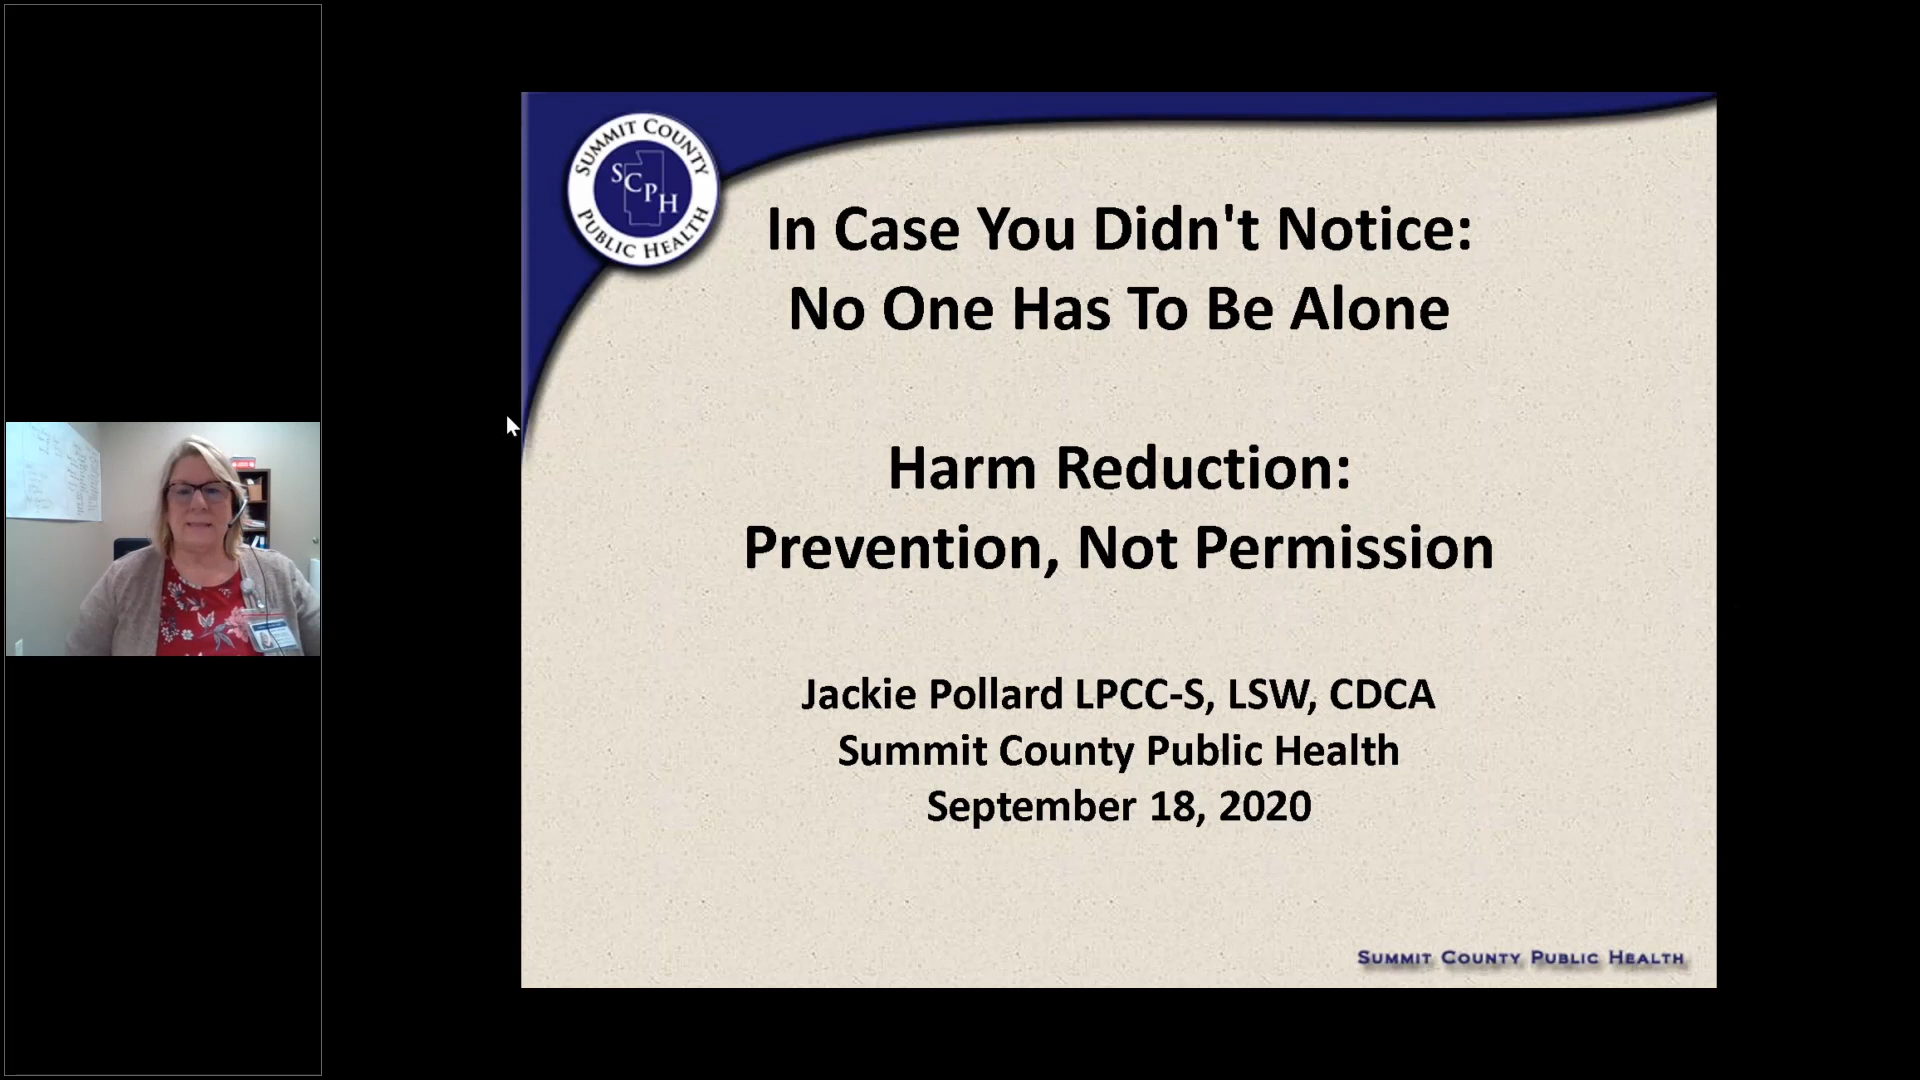 SUMMIT COUNTY
SCPH
PUBLIC HEALTH
In Case You Didn't Notice:
No One Has To Be Alone
Harm Reduction:
Prevention, Not Permission
Jackie Pollard LPCC-S, LSW, CDCA
Summit County Public Health
September 18, 2020
SUMMIT COUNTY PUBLIC HEALTH